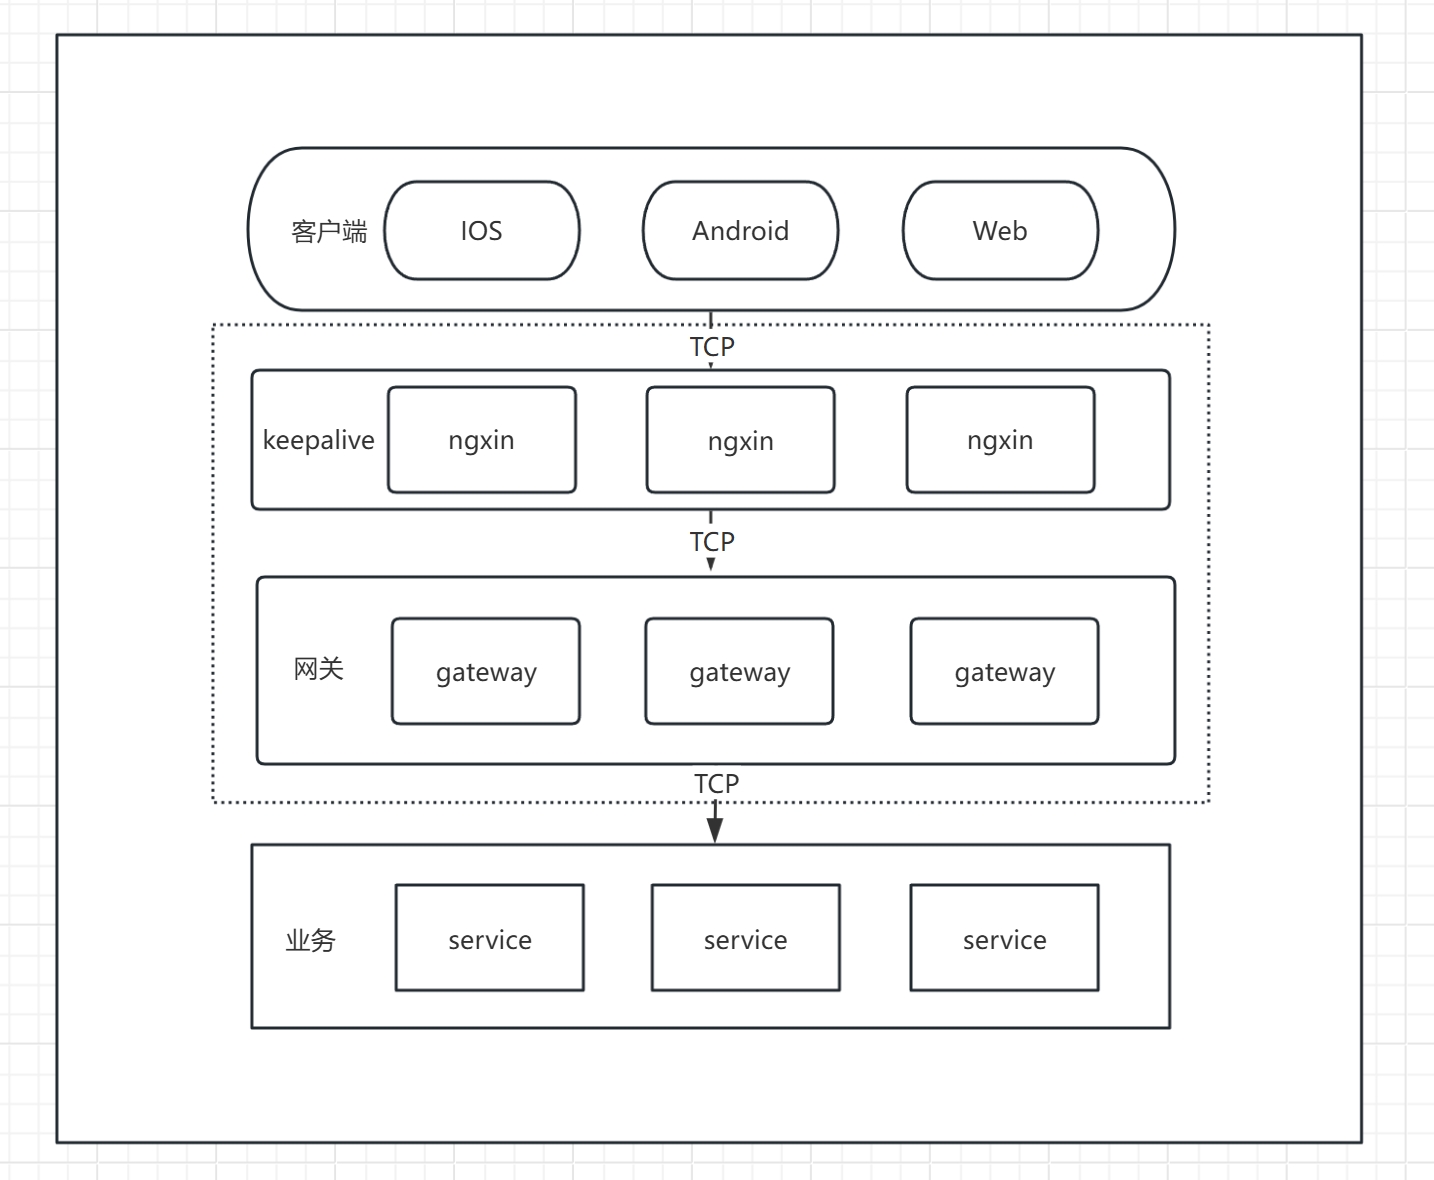 客户端
IOS
Android
Web
TCP
keepalive
ngxin
ngxin
ngxin
TCP
网关
gateway
gateway
gateway
TCP
业务
service
service
service